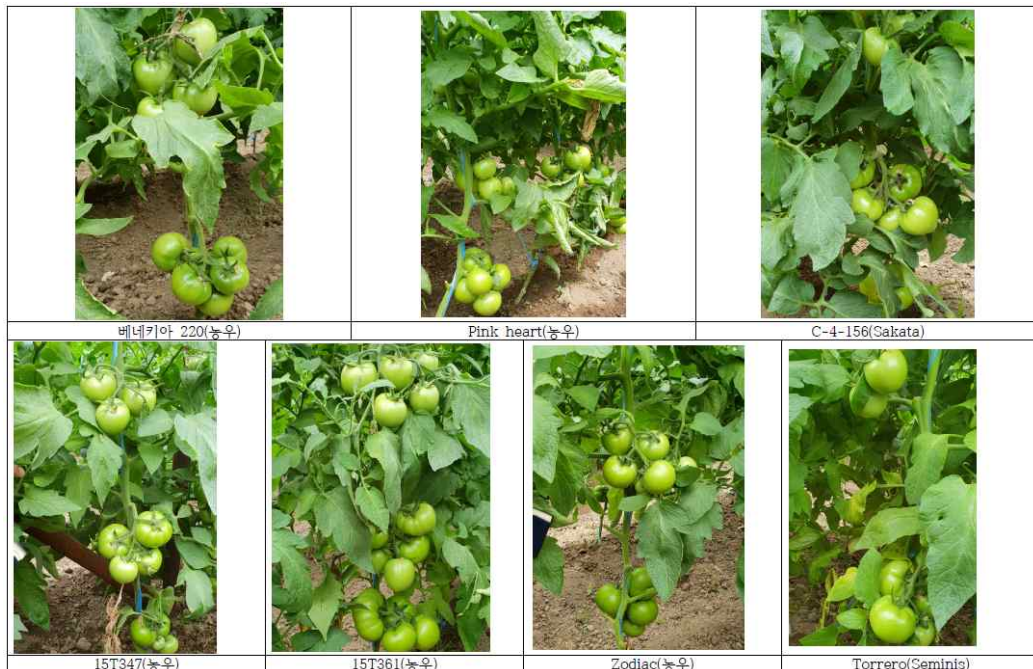 베네키아 220(농우)
Pink heart(농우)
C-4-156(Sakata)
15T347(농우)
15T361(농우)
Zodiac(농우)
Torrero(Seminis)